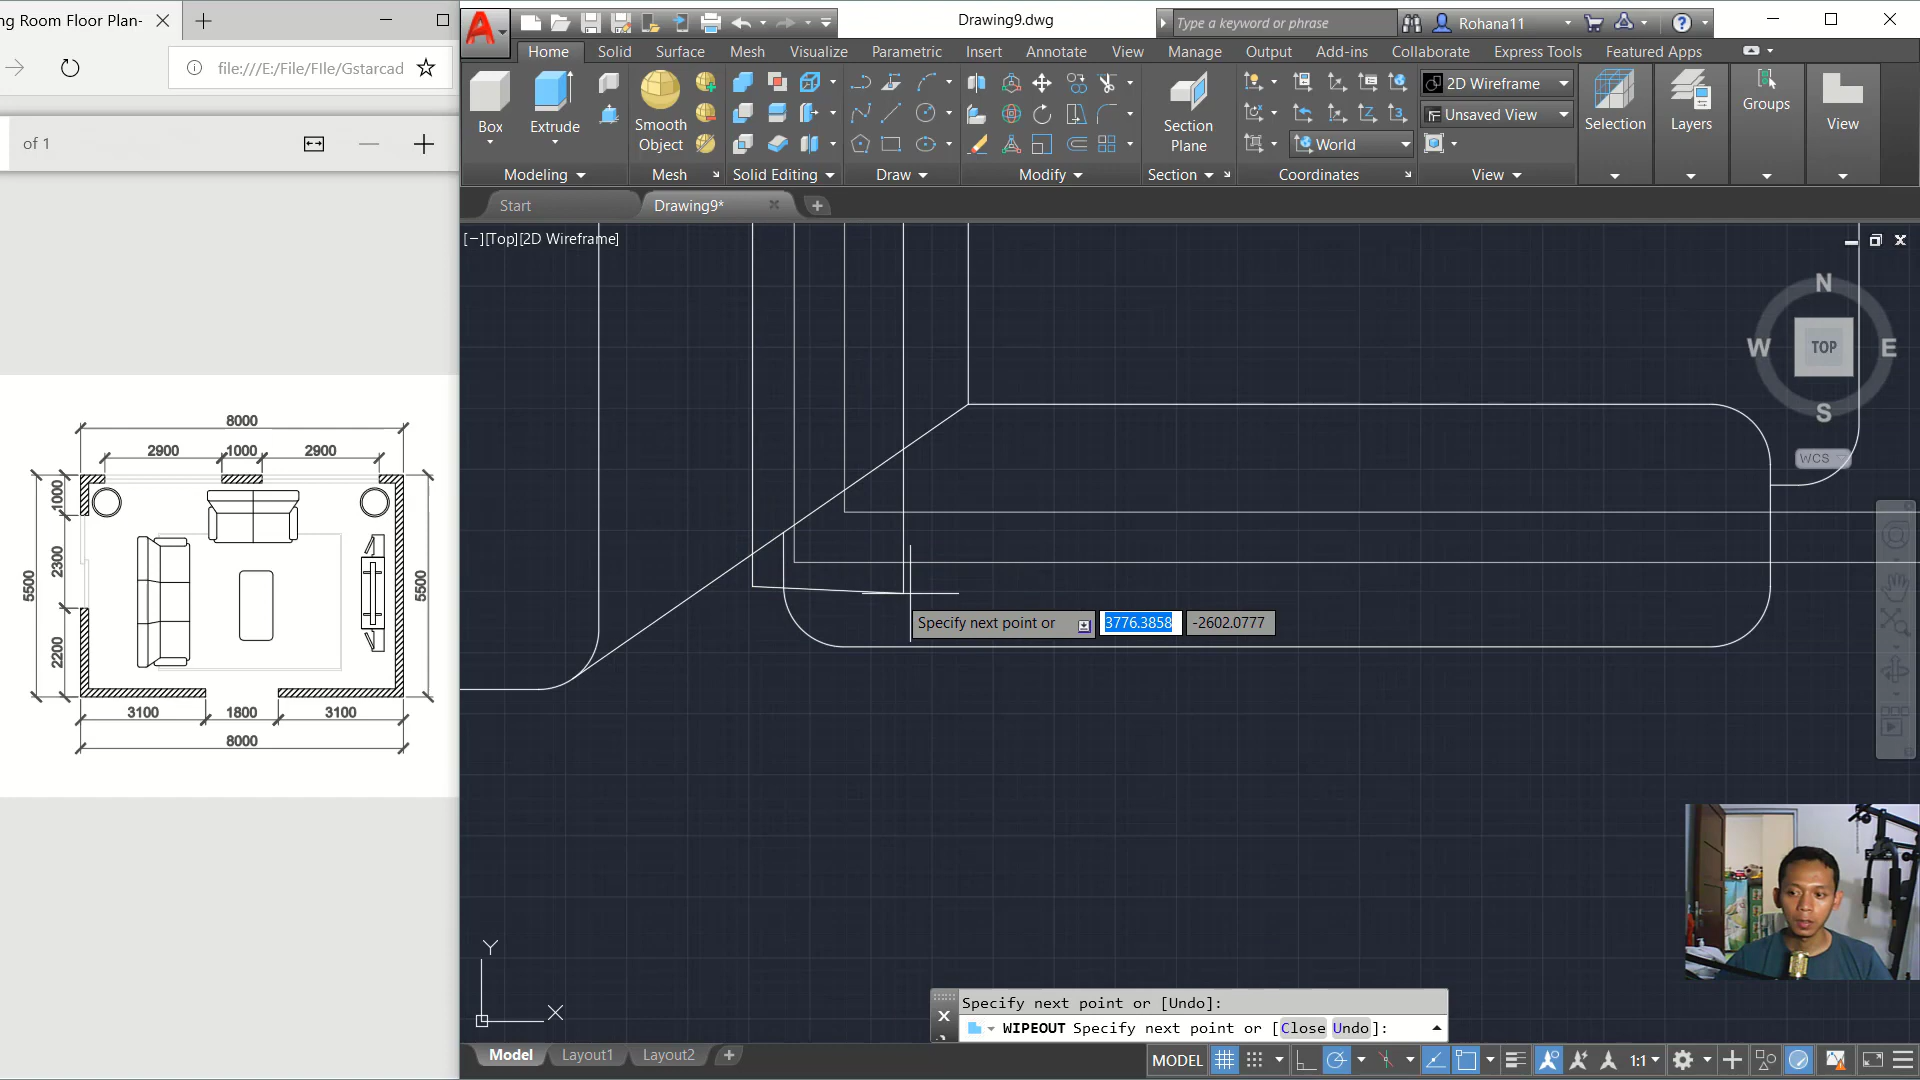 ng Room Floor Plan-
file:///E:/File/FIle/Gstarcad
of 1
8000
2900
1000
2900
1000
2300
2200
5500
5500
3100
1800
3100
8000
Drawing9.dwg
Type a keyword or phrase
Rohana11
Home
Solid
Surface
Mesh
Visualize
Parametric
Insert
Annotate
View
Manage
Output
Add-ins
Collaborate
Express Tools
Featured Apps
Box
Extrude
Smooth
Object
Section
Plane
World
2D Wireframe
Unsaved View
Selection
Layers
Groups
View
Modeling
Mesh
Solid Editing
Draw
Modify
Section
Coordinates
View
Start
Drawing9*
[−][Top][2D Wireframe]
N
W
TOP
E
S
WCS
Specify next point or
3776.3858
-2602.0777
Y
X
Specify next point or [Undo]:
WIPEOUT Specify next point or [Close Undo]:
Model
Layout1
Layout2
MODEL
1:1